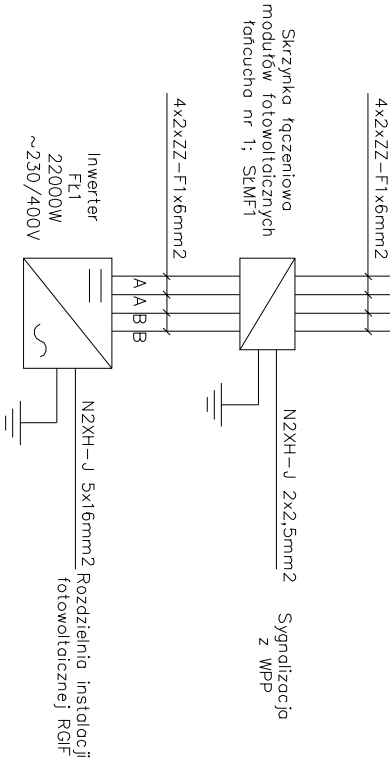 4x2xZZ-F1x6mm2
Skrzynka łączeniowa
modułów fotowoltaicznych
łańcucha nr 1; SŁMF1
N2XH-J 2x2,5mm2
Sygnalizacja
z WPP
4x2xZZ-F1x6mm2
A
A
B
B
Inwerter
FŁ1
22000W
~230/400V
N2XH-J 5x16mm2
Rozdzielnia instalacji
fotowoltaicznej RGIF